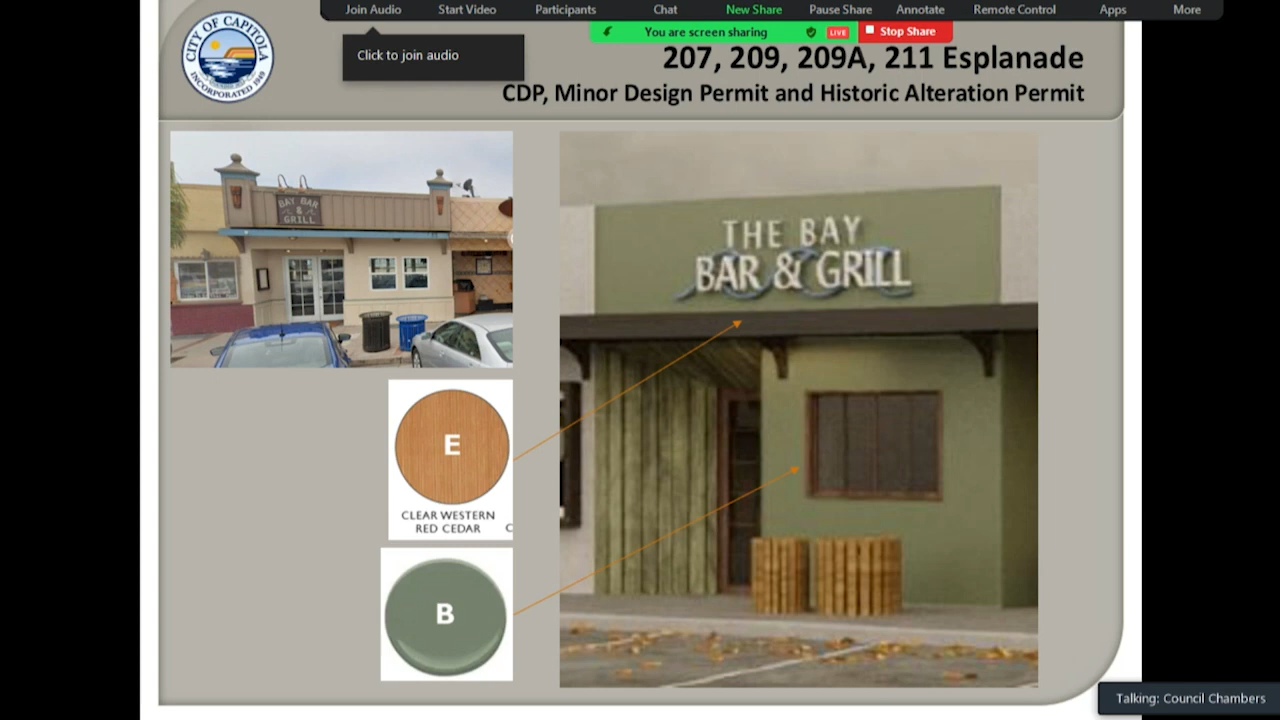 Join Audio
Start Video
Participants
Chat
New Share
Pause Share
Annotate
Remote Control
Apps
More
You are screen sharing
LIVE
Stop Share
Click to join audio
CITY OF CAPITOLA
INCORPORATED 1949
207, 209, 209A, 211 Esplanade
CDP, Minor Design Permit and Historic Alteration Permit
BAY BAR
&
GRILL
THE BAY
BAR & GRILL
E
CLEAR WESTERN
RED CEDAR
B
Talking: Council Chambers